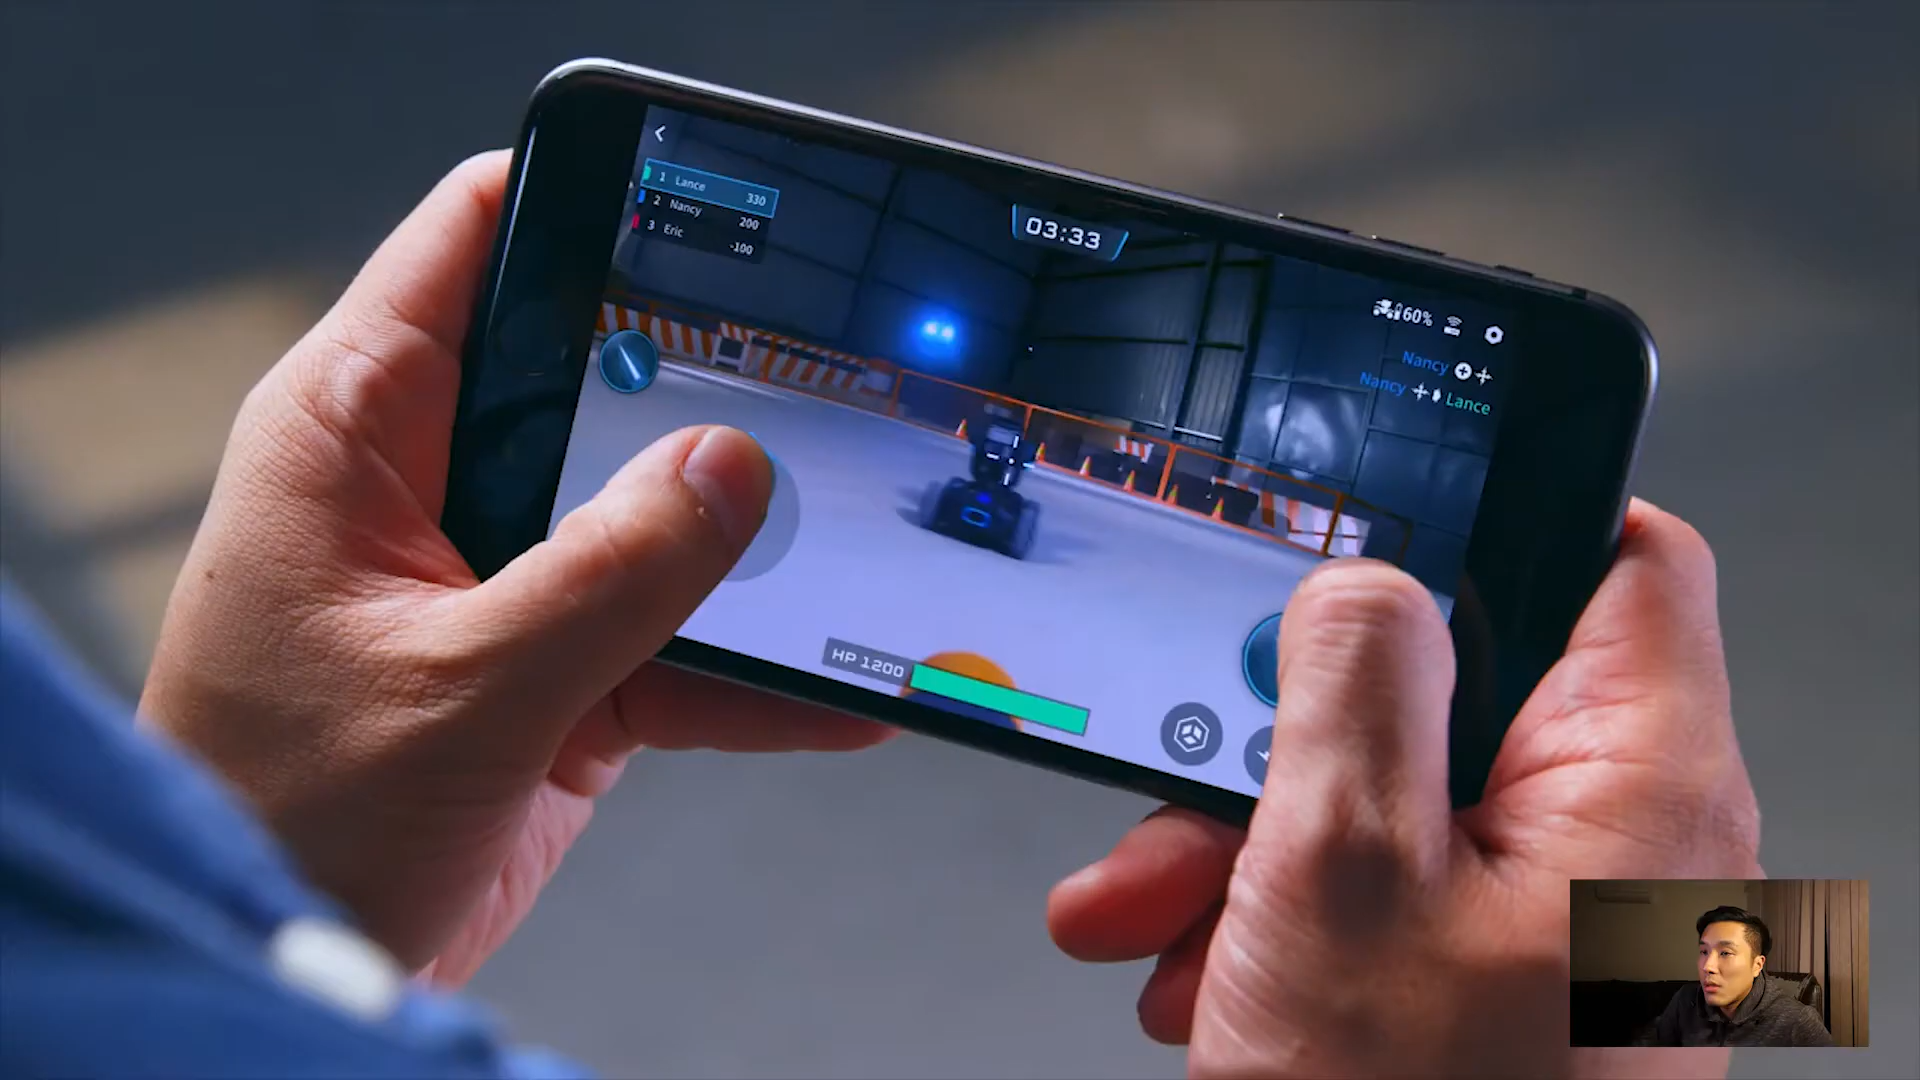 1 Lance 330
2 Nancy 200
3 Eric -100
03:33
60%
Nancy
Nancy Lance
HP 1200